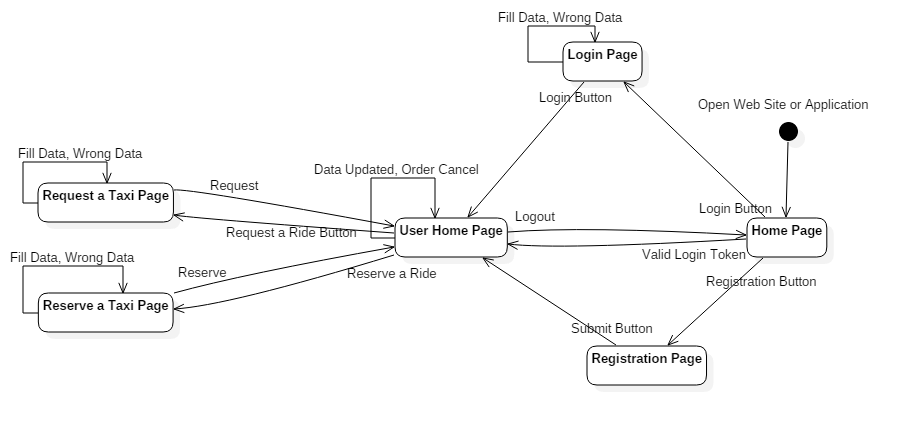 Fill Data, Wrong Data
Login Page
Login Button
Open Web Site or Application
Fill Data, Wrong Data
Request a Taxi Page
Request
Data Updated, Order Cancel
Request a Ride Button
User Home Page
Logout
Login Button
Home Page
Valid Login Token
Fill Data, Wrong Data
Reserve
Reserve a Ride
Registration Button
Reserve a Taxi Page
Submit Button
Registration Page